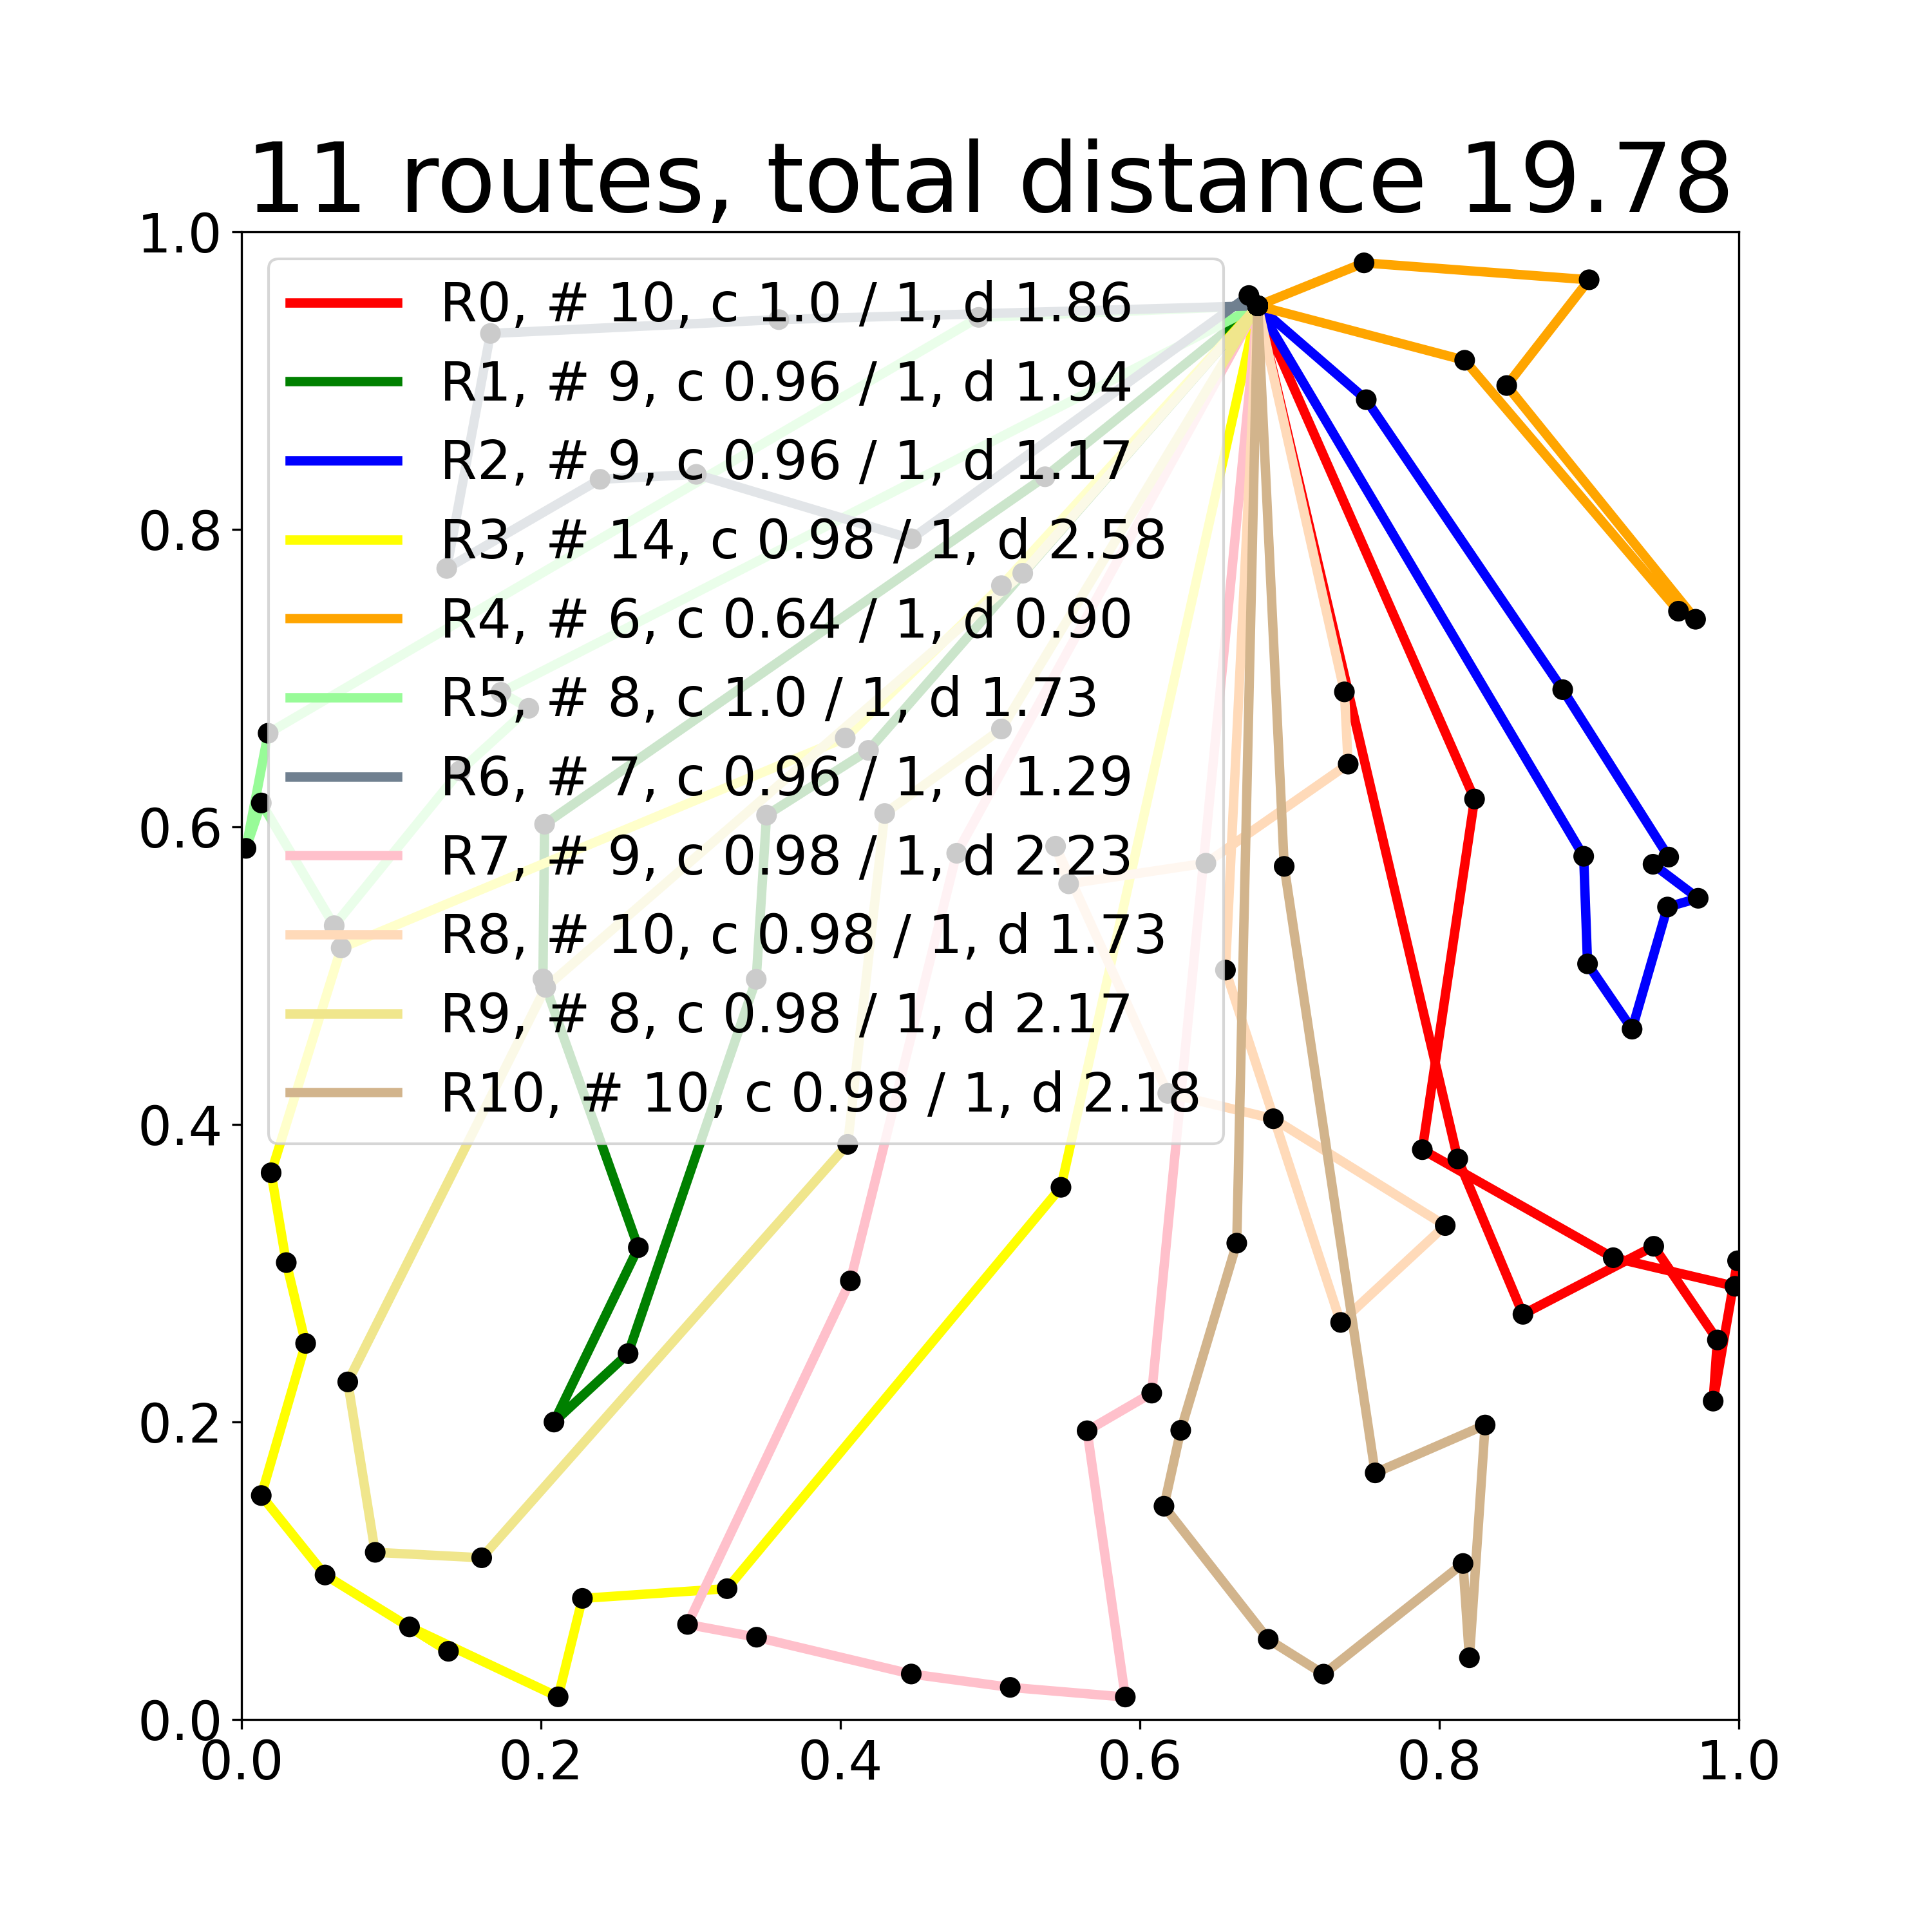 11 routes, total distance 19.78
1.0
0.8
0.6
0.4
0.2
0.0
R0, # 10, c 1.0 / 1, d 1.86
R1, # 9, c 0.96 / 1, d 1.94
R2, # 9, c 0.96 / 1, d 1.17
R3, # 14, c 0.98 / 1, d 2.58
R4, # 6, c 0.64 / 1, d 0.90
R5, # 8, c 1.0 / 1, d 1.73
R6, # 7, c 0.96 / 1, d 1.29
R7, # 9, c 0.98 / 1, d 2.23
R8, # 10, c 0.98 / 1, d 1.73
R9, # 8, c 0.98 / 1, d 2.17
R10, # 10, c 0.98 / 1, d 2.18
0.0 0.2 0.4 0.6 0.8 1.0